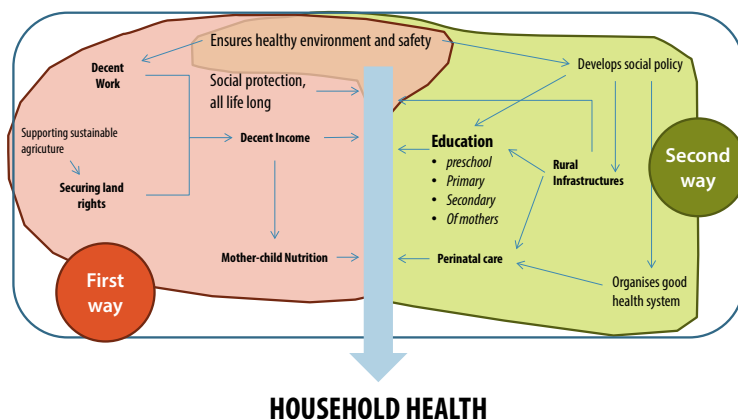 Ensures healthy environment and safety
Decent
Work
Social protection,
all life long
Develops social policy
Supporting sustainable
agricuture
Decent Income
Securing land
rights
Education
• preschool
• Primary
• Secondary
• Of mothers
Rural
Infrastructures
Second
way
Mother-child Nutrition
Perinatal care
First
way
Organises good
health system
HOUSEHOLD HEALTH